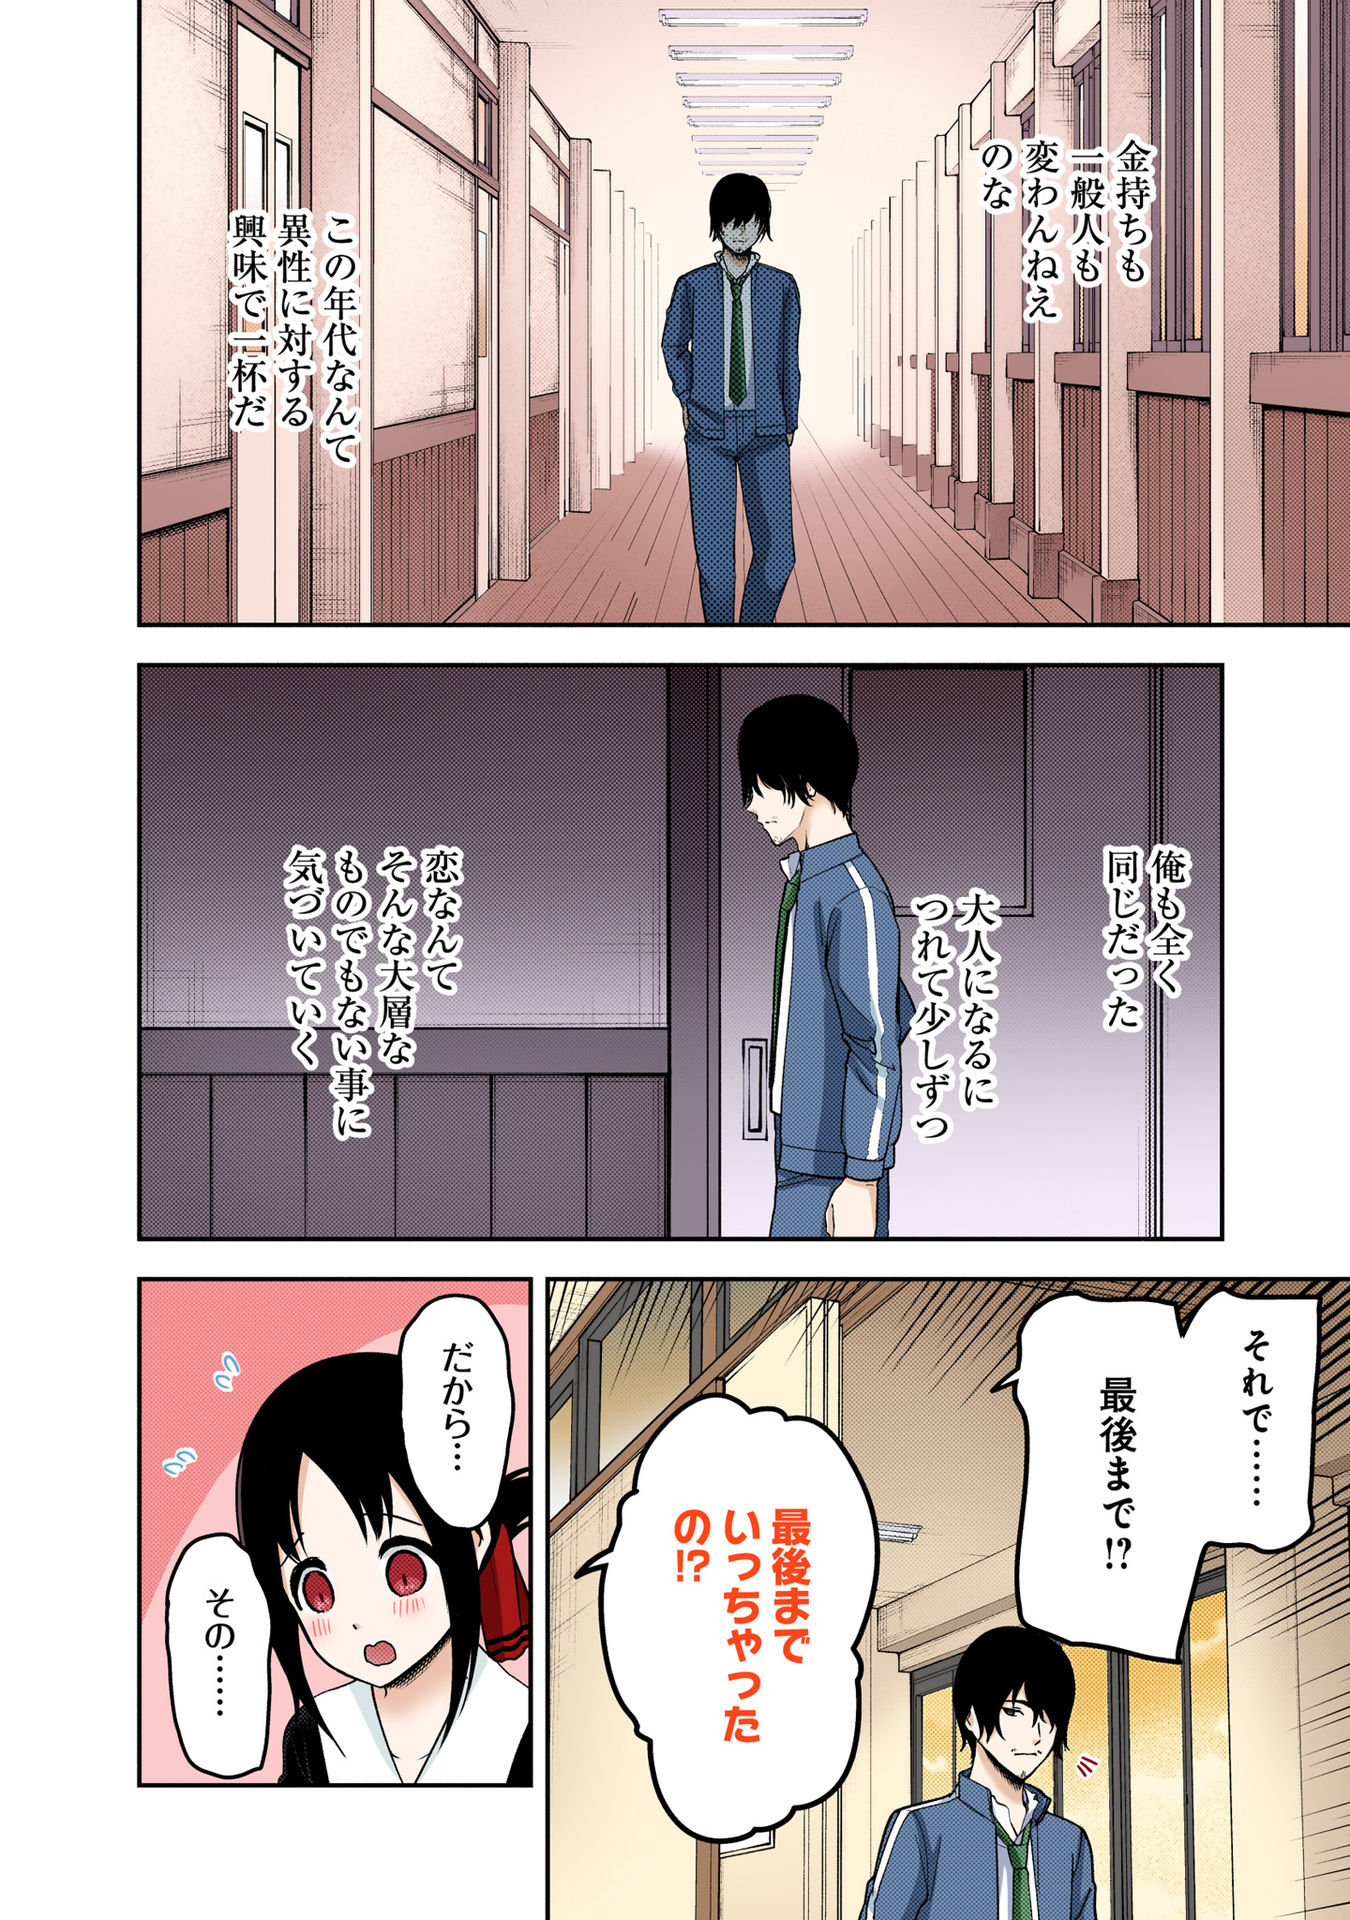 金持ちも
一般人も
変わんねえ
のな
この年代なんて
異性に対する
興味で一杯だ
俺も全く
同じだった
大人になるに
つれて少しずつ
恋なんて
そんな大層な
ものでもない事に
気づいていく
それで……
最後まで!?
最後まで
いっちゃった
の!?
だから…
その……